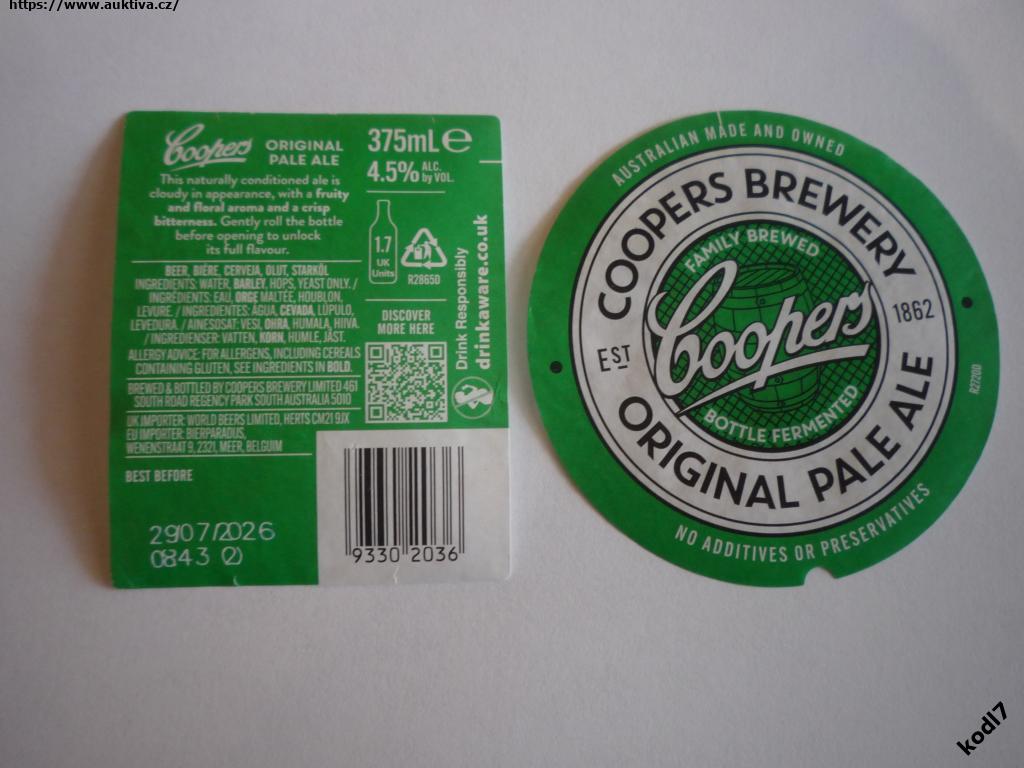 https://www.auktiva.cz/
Coopers
ORIGINAL
PALE ALE
This naturally conditioned ale is
cloudy in appearance, with a fruity
and floral aroma and a crisp
bitterness. Gently roll the bottle
before opening to unlock
its full flavour.
BEER, BIÈRE, CERVEJA, OLUT, STARKÖL
INGREDIENTS: WATER, BARLEY, HOPS, YEAST ONLY. /
INGRÉDIENTS: EAU, ORGE MALTEE, HOUBLON,
LEVURE. / INGREDIENTES: ÁGUA, CEVADA, LÚPULO,
LEVEDURA. / AINESOSAT: VESI, OHRA, HUMALA, HIIVA.
/ INGREDIENSER: VATTEN, KORN, HUMLE, JÄST.
ALLERGY ADVICE: FOR ALLERGENS, INCLUDING CEREALS
CONTAINING GLUTEN, SEE INGREDIENTS IN BOLD.
BREWED & BOTTLED BY COOPERS BREWERY LIMITED 461
SOUTH ROAD REGENCY PARK SOUTH AUSTRALIA 5010
UK IMPORTER: WORLD BEERS LIMITED, HERTS CM21 9JX
EU IMPORTER: BIERPARADUS,
WENENSTRAAT 9, 2321, MEER, BELGUIM
BEST BEFORE
2907/2026
0843 (2)
375mL e
4.5% ALC.
by VOL.
1.7
UK
Units
R2865D
DISCOVER
MORE HERE
Drink Responsibly
drinkaware.co.uk
9330 2036
AUSTRALIAN MADE AND OWNED
COOPERS BREWERY
FAMILY BREWED
Coopers
EST
1862
BOTTLE FERMENTED
ORIGINAL PALE ALE
NO ADDITIVES OR PRESERVATIVES
R2720D
kodl7